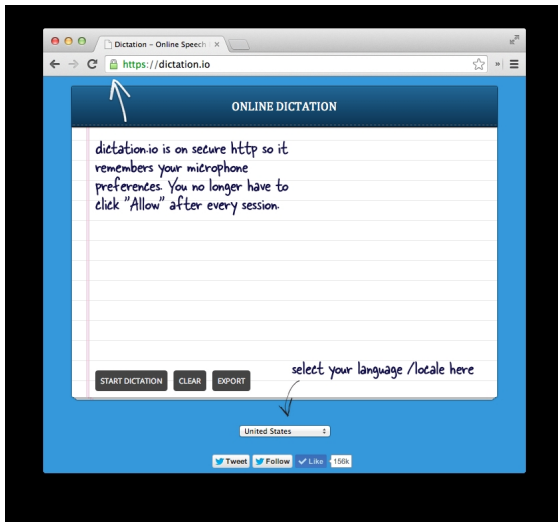 Dictation – Online Speech
https://dictation.io
ONLINE DICTATION
dictation.io is on secure http so it
remembers your microphone
preferences. You no longer have to
click "Allow" after every session.
select your language /locale here
START DICTATION CLEAR EXPORT
United States
Tweet Follow Like 156k